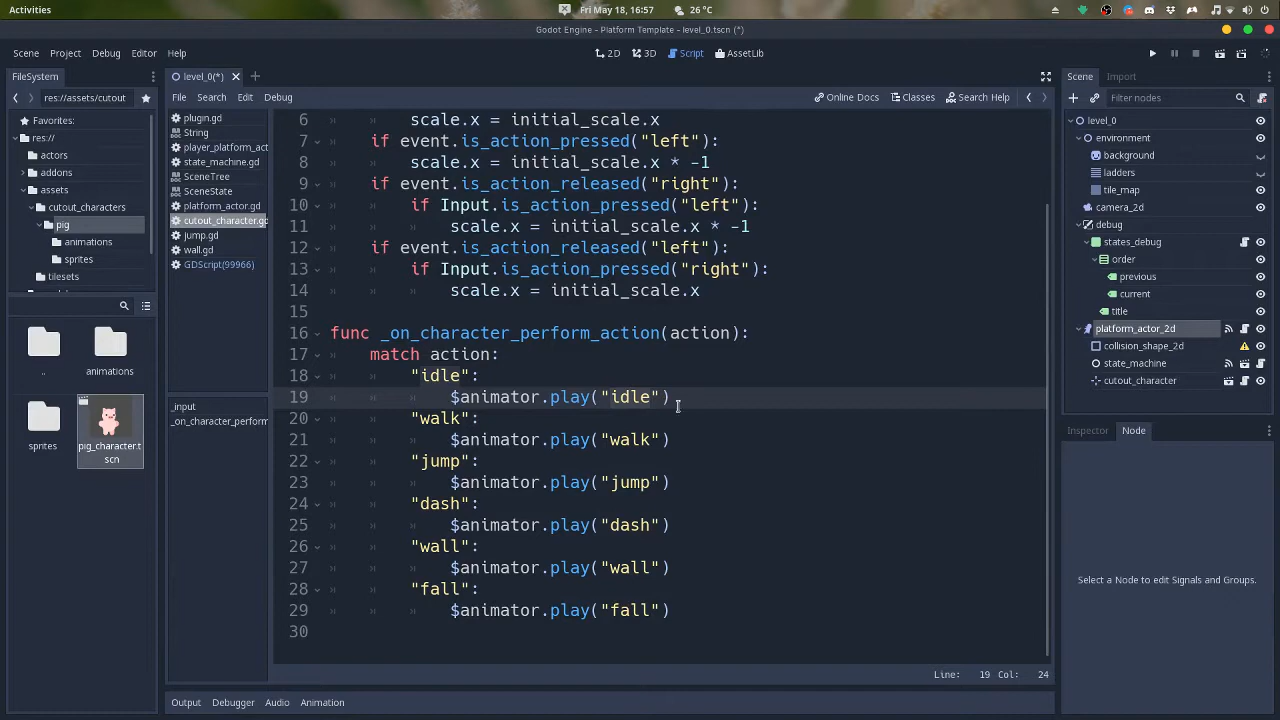 Activities
Fri May 18, 16:57
26 °C
Godot Engine - Platform Template - level_0.tscn (*)
Scene Project Debug Editor Help
2D 3D Script AssetLib
FileSystem
res://assets/cutout
Favorites:
res://
actors
addons
assets
cutout_characters
pig
animations
sprites
tilesets
..
animations
sprites
pig_character.t
scn
level_0(*)
File Search Edit Debug
Online Docs Classes Search Help
plugin.gd
String
player_platform_act
state_machine.gd
SceneTree
SceneState
platform_actor.gd
cutout_character.gd
jump.gd
wall.gd
GDScript(99966)
_input
_on_character_perform
6 scale.x = initial_scale.x
7 if event.is_action_pressed("left"):
8 scale.x = initial_scale.x * -1
9 if event.is_action_released("right"):
10 if Input.is_action_pressed("left"):
11 scale.x = initial_scale.x * -1
12 if event.is_action_released("left"):
13 if Input.is_action_pressed("right"):
14 scale.x = initial_scale.x
15
16 func _on_character_perform_action(action):
17 match action:
18 "idle":
19 $animator.play("idle")
20 "walk":
21 $animator.play("walk")
22 "jump":
23 $animator.play("jump")
24 "dash":
25 $animator.play("dash")
26 "wall":
27 $animator.play("wall")
28 "fall":
29 $animator.play("fall")
30
Line: 19 Col: 24
Output Debugger Audio Animation
Scene Import
Filter nodes
level_0
environment
background
ladders
tile_map
camera_2d
debug
states_debug
order
previous
current
title
platform_actor_2d
collision_shape_2d
state_machine
cutout_character
Inspector Node
Select a Node to edit Signals and Groups.